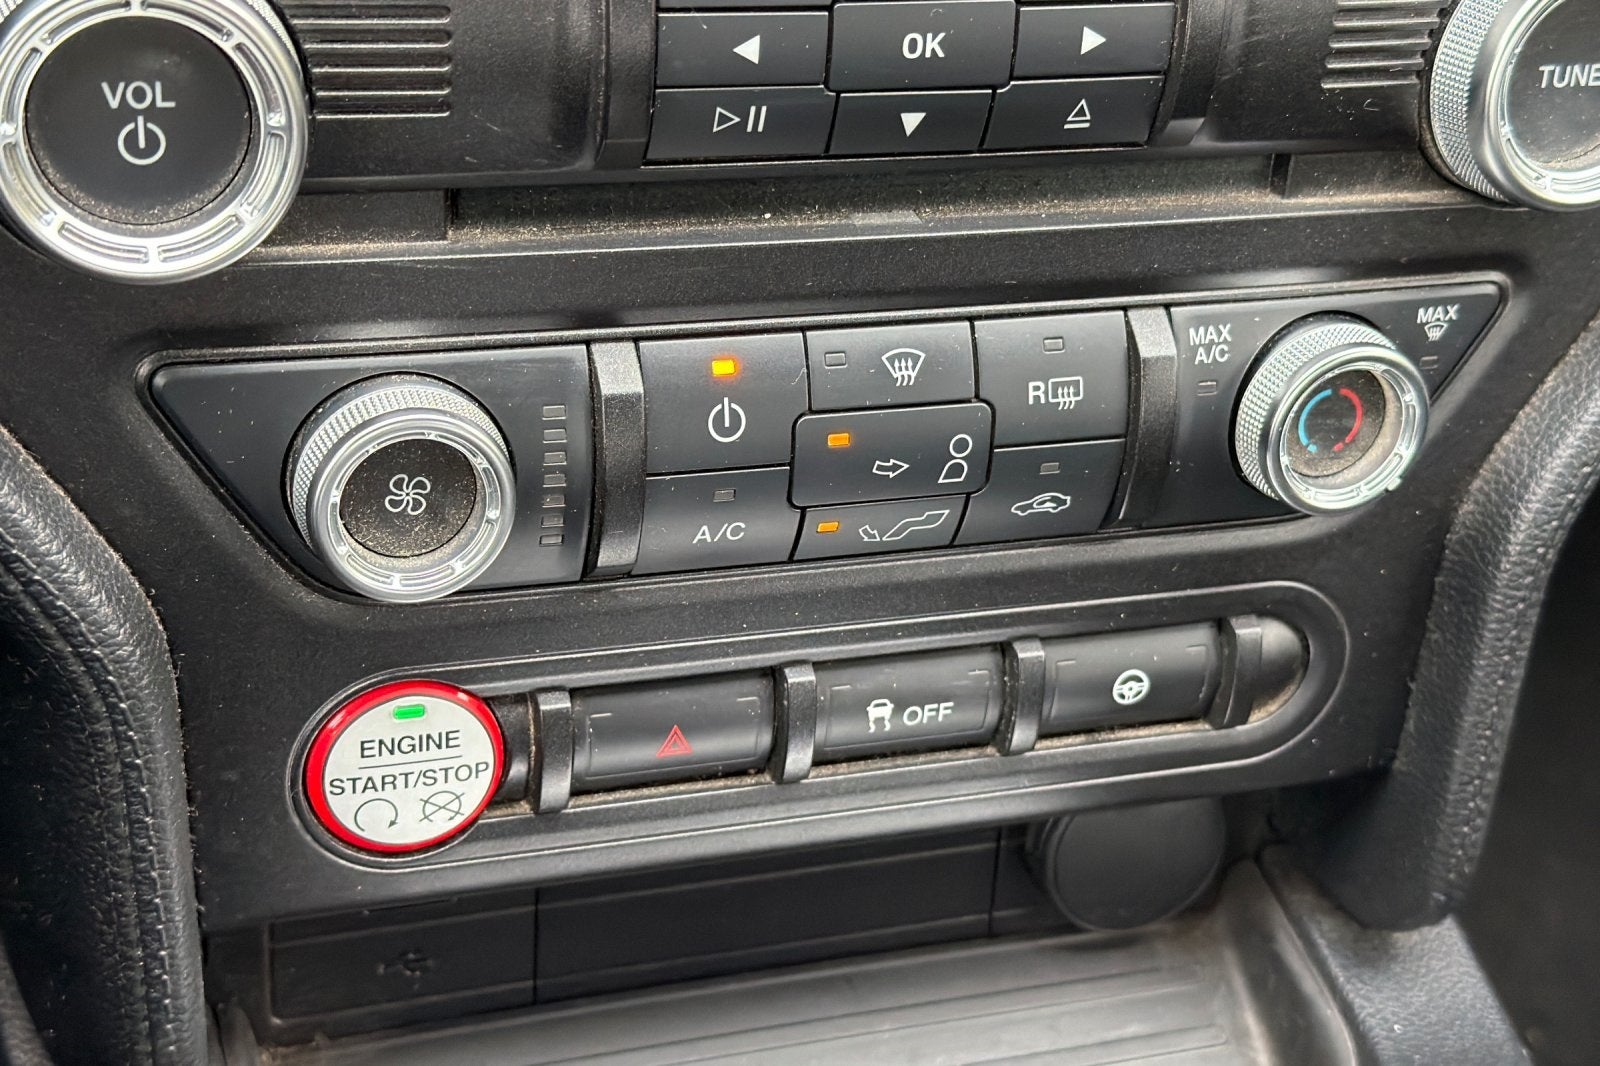 VOL
OK
TUNE
MAX
A/C
MAX
R
A/C
OFF
ENGINE
START/STOP